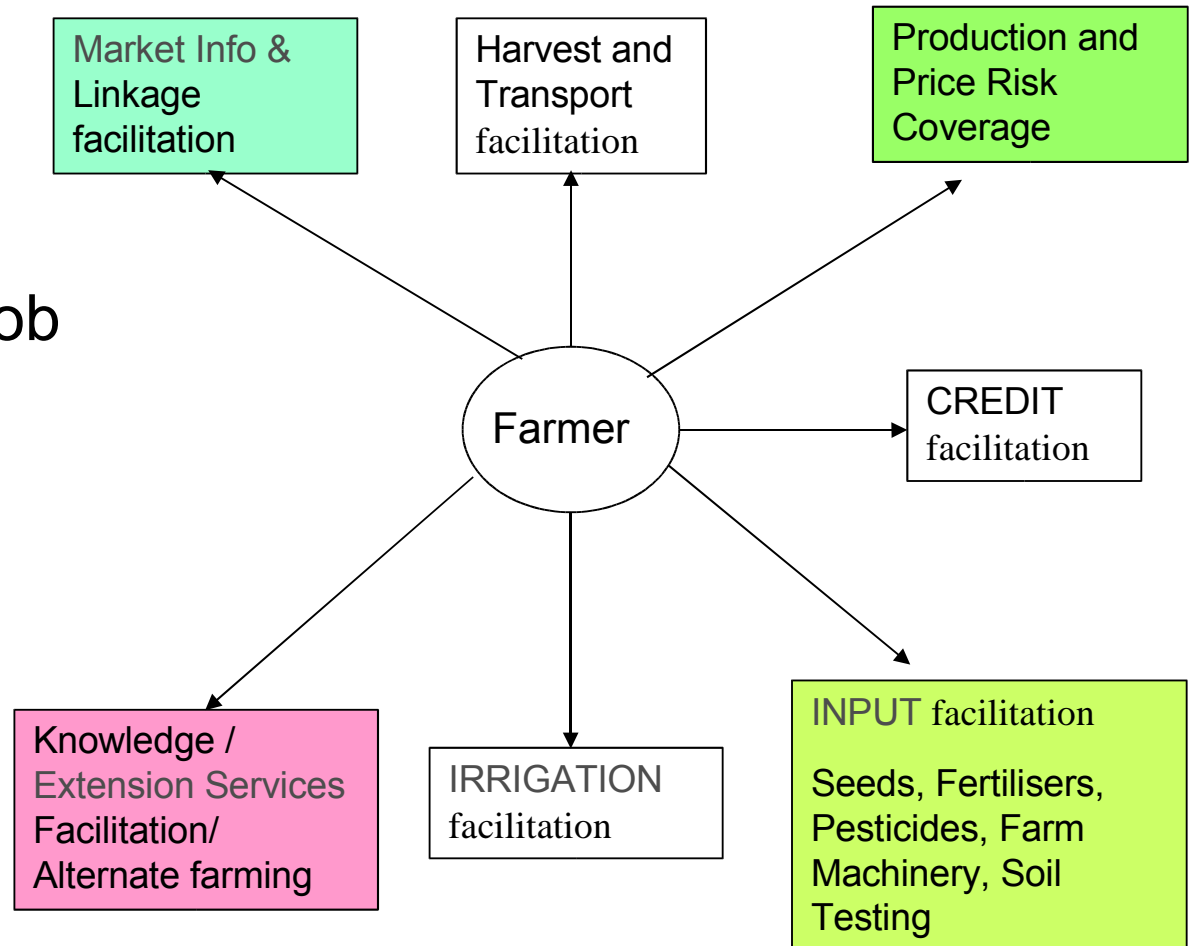 Market Info &
Linkage
facilitation
Harvest and
Transport
facilitation
Production and
Price Risk
Coverage
ob
Farmer
CREDIT
facilitation
Knowledge /
Extension Services
Facilitation/
Alternate farming
IRRIGATION
facilitation
INPUT facilitation
Seeds, Fertilisers,
Pesticides, Farm
Machinery, Soil
Testing